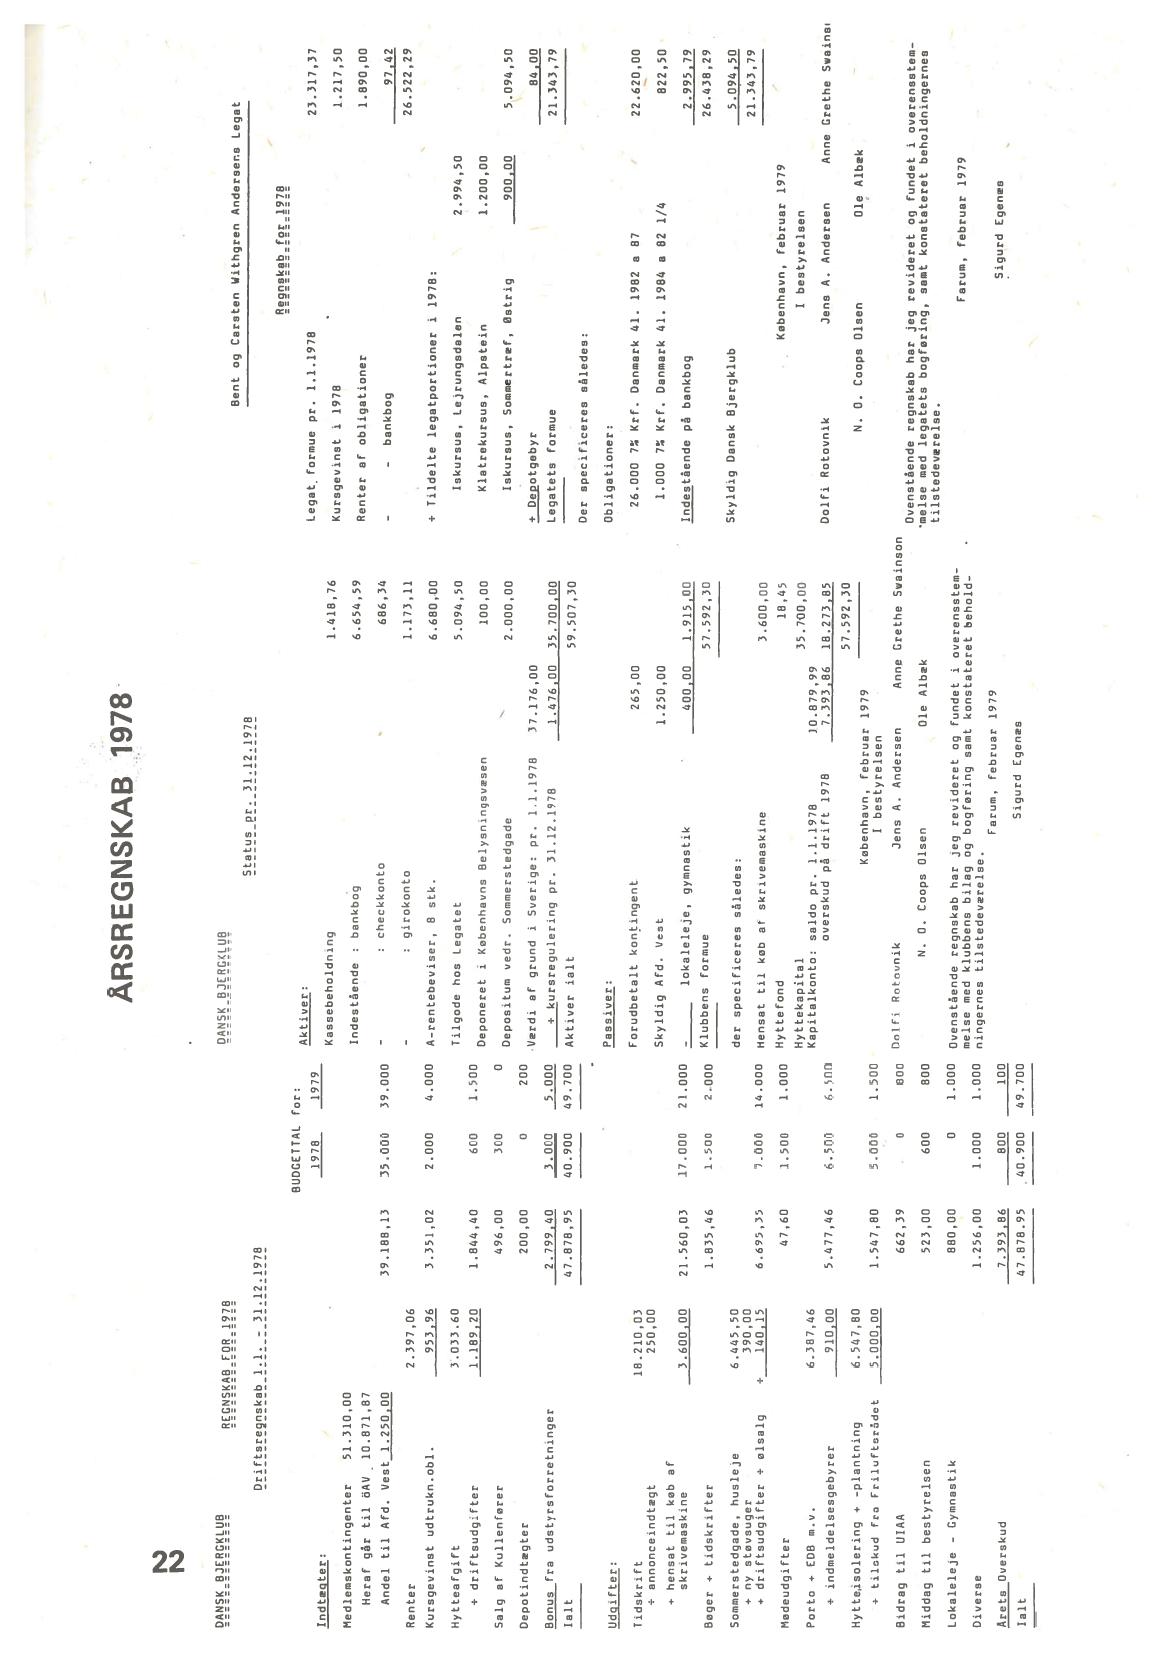 22
ÅRSREGNSKAB 1978
DANSK BJERGKLUB REGNSKAB FOR 1978
Driftsregnskab 1.1. - 31.12.1978
BUDGETTAL for:
Indtægter: 1978 1979
Medlemskontingenter 51.310,00
Heraf går til ÖAV 10.871,87
Andel til Afd. Vest 1.250,00 39.188,13 35.000 39.000
Renter 2.397,06
Kursgevinst udtrukn.obl. 953,96 3.351,02 2.000 4.000
Hytteafgift 3.033.60
÷ driftsudgifter 1.189,20 1.844,40 600 1.500
Salg af Kullenfører 496,00 300 0
Depotindtægter 200,00 0 200
Bonus fra udstyrsforretninger 2.799,40 3.000 5.000
Ialt 47.878,95 40.900 49.700
Udgifter:
Tidskrift 18.210,03
÷ annonceindtægt 250,00
+ hensat til køb af
skrivemaskine 3.600,00 21.560,03 17.000 21.000
Bøger + tidskrifter 1.835,46 1.500 2.000
Sommerstedgade, husleje 6.445,50
+ ny støvsuger 390,00
+ driftsudgifter ÷ ølsalg ÷ 140,15 6.695,35 7.000 14.000
Mødeudgifter 47,60 1.500 1.000
Porto + EDB m.v. 6.387,46
÷ indmeldelsesgebyrer 910,00 5.477,46 6.500 6.500
Hytteisolering + -plantning 6.547,80
÷ tilskud fra Friluftsrådet 5.000,00 1.547,80 5.000 1.500
Bidrag til UIAA 662,39 0 800
Middag til bestyrelsen 523,00 600 800
Lokaleleje - Gymnastik 880,00 0 1.000
Diverse 1.256,00 1.000 1.000
Årets Overskud 7.393,86 800 100
Ialt 47.878.95 40.900 49.700
DANSK BJERGKLUB
Status pr. 31.12.1978
Aktiver:
Kassebeholdning 1.418,76
Indestående : bankbog 6.654,59
- : checkkonto 686,34
- : girokonto 1.173,11
A-rentebeviser, 8 stk. 6.680,00
Tilgode hos Legatet 5.094,50
Deponeret i Københavns Belysningsvæsen 100,00
Depositum vedr. Sommerstedgade 2.000,00
Værdi af grund i Sverige: pr. 1.1.1978 37.176,00
÷ kursregulering pr. 31.12.1978 1.476,00 35.700,00
Aktiver ialt 59.507,30
Passiver:
Forudbetalt kontingent 265,00
Skyldig Afd. Vest 1.250,00
- lokaleleje, gymnastik 400,00 1.915,00
Klubbens formue 57.592,30
der specificeres således:
Hensat til køb af skrivemaskine 3.600,00
Hyttefond 18,45
Hyttekapital 35.700,00
Kapitalkonto: saldo pr. 1.1.1978 10.879,99
overskud på drift 1978 7.393,86 18.273,85
57.592,30
København, februar 1979
I bestyrelsen
Dolfi Rotovnik Jens A. Andersen Anne Grethe Swainson
N. O. Coops Olsen Ole Albæk
Ovenstående regnskab har jeg revideret og fundet i overensstem-
melse med klubbens bilag og bogføring samt konstateret behold-
ningernes tilstedeværelse.
Farum, februar 1979
Sigurd Egenæs
Bent og Carsten Withgren Andersens Legat
Regnskab for 1978
Legat formue pr. 1.1.1978 23.317,37
Kursgevinst i 1978 1.217,50
Renter af obligationer 1.890,00
- - bankbog 97,42
26.522,29
÷ Tildelte legatportioner i 1978:
Iskursus, Lejrungsdalen 2.994,50
Klatrekursus, Alpstein 1.200,00
Iskursus, Sommertræf, Østrig 900,00 5.094,50
÷ Depotgebyr 84,00
Legatets formue 21.343,79
Der specificeres således:
Obligationer:
26.000 7% Krf. Danmark 41. 1982 a 87 22.620,00
1.000 7% Krf. Danmark 41. 1984 a 82 1/4 822,50
Indestående på bankbog 2.995,79
26.438,29
Skyldig Dansk Bjergklub 5.094,50
21.343,79
København, februar 1979
I bestyrelsen
Dolfi Rotovnik Jens A. Andersen Anne Grethe
N. O. Coops Olsen Ole Albæk
Ovenstående regnskab har jeg revideret og fundet i overensstem-
melse med legatets bogføring, samt konstateret beholdningernes
tilstedeværelse.
Farum, februar 1979
Sigurd Egenæs